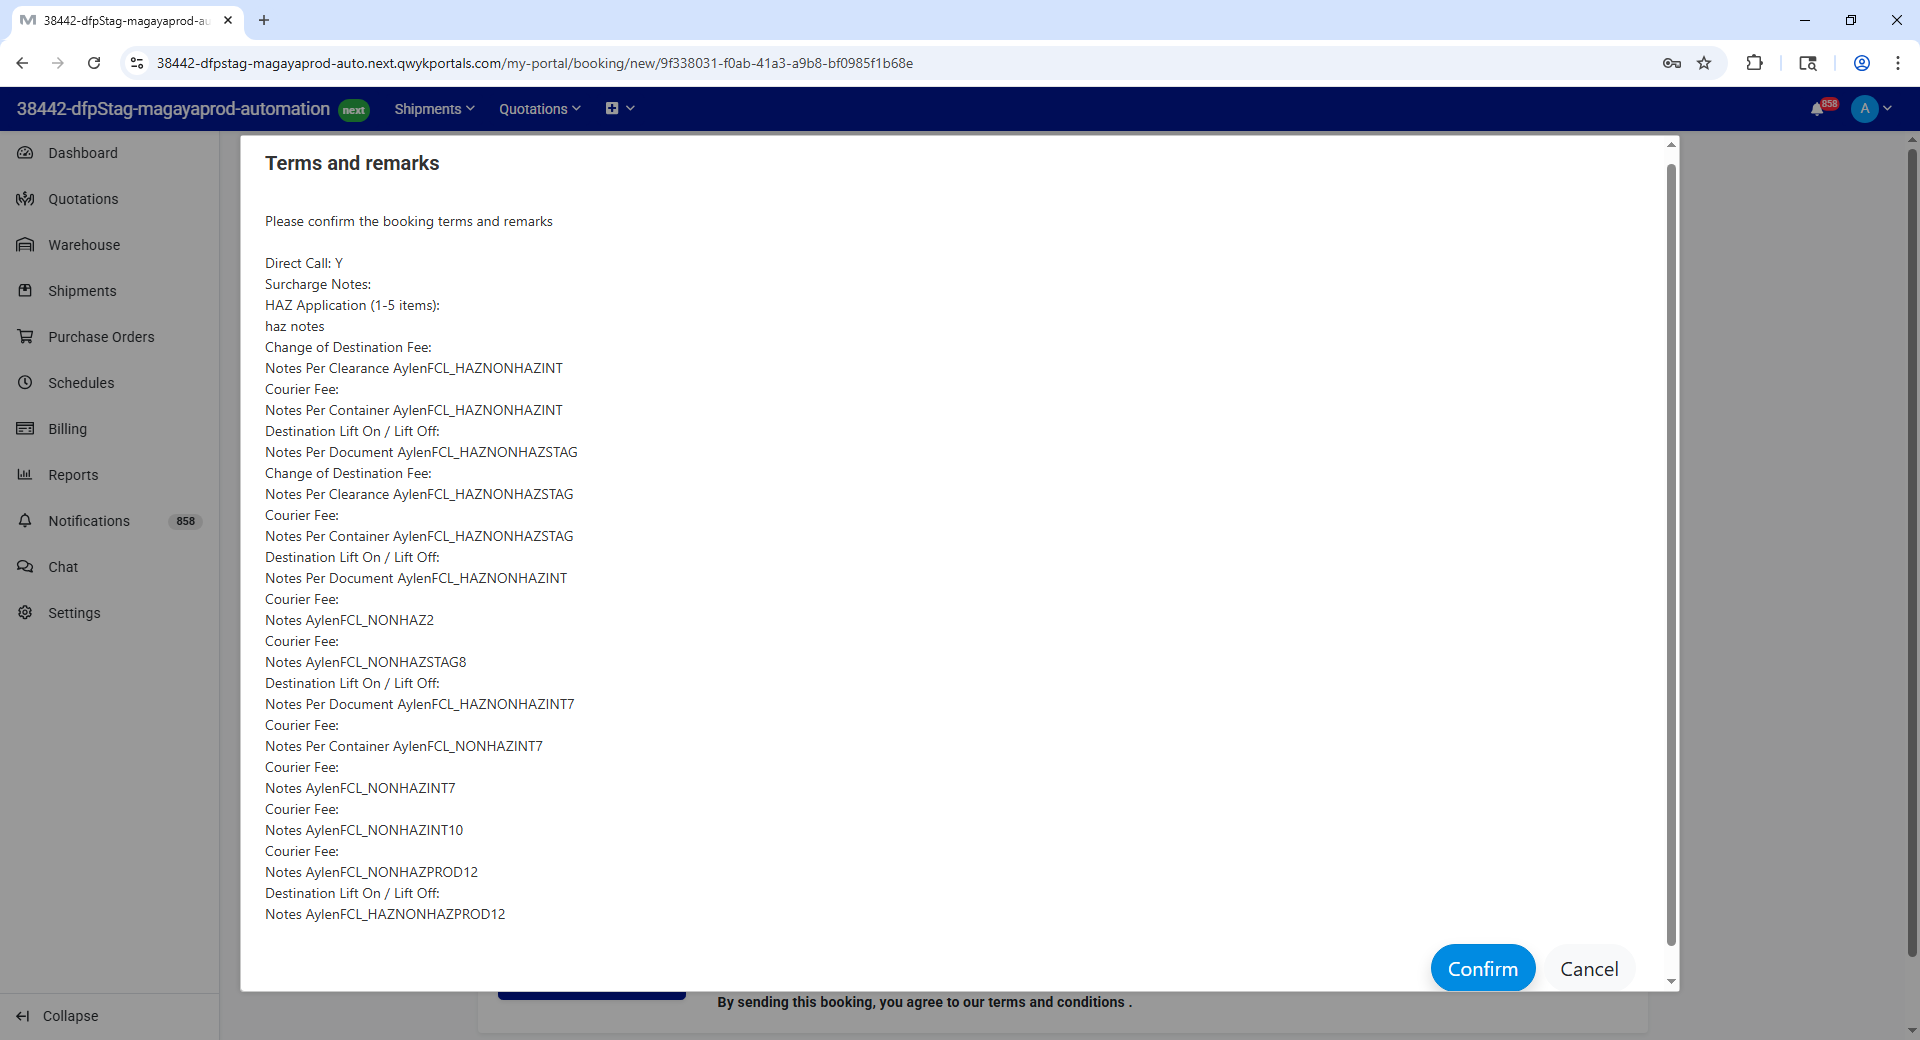 38442-dfpStag-magayaprod-au
38442-dfpstag-magayaprod-auto.next.qwykportals.com/my-portal/booking/new/9f338031-f0ab-41a3-a9b8-bf0985f1b68e
38442-dfpStag-magayaprod-automation
next
Shipments
Quotations
858
A
Dashboard
Quotations
Warehouse
Shipments
Purchase Orders
Schedules
Billing
Reports
Notifications
858
Chat
Settings
Collapse
Terms and remarks
Please confirm the booking terms and remarks
Direct Call: Y
Surcharge Notes:
HAZ Application (1-5 items):
haz notes
Change of Destination Fee:
Notes Per Clearance AylenFCL_HAZNONHAZINT
Courier Fee:
Notes Per Container AylenFCL_HAZNONHAZINT
Destination Lift On / Lift Off:
Notes Per Document AylenFCL_HAZNONHAZSTAG
Change of Destination Fee:
Notes Per Clearance AylenFCL_HAZNONHAZSTAG
Courier Fee:
Notes Per Container AylenFCL_HAZNONHAZSTAG
Destination Lift On / Lift Off:
Notes Per Document AylenFCL_HAZNONHAZINT
Courier Fee:
Notes AylenFCL_NONHAZ2
Courier Fee:
Notes AylenFCL_NONHAZSTAG8
Destination Lift On / Lift Off:
Notes Per Document AylenFCL_HAZNONHAZINT7
Courier Fee:
Notes Per Container AylenFCL_NONHAZINT7
Courier Fee:
Notes AylenFCL_NONHAZINT7
Courier Fee:
Notes AylenFCL_NONHAZINT10
Courier Fee:
Notes AylenFCL_NONHAZPROD12
Destination Lift On / Lift Off:
Notes AylenFCL_HAZNONHAZPROD12
Confirm
Cancel
By sending this booking, you agree to our terms and conditions .